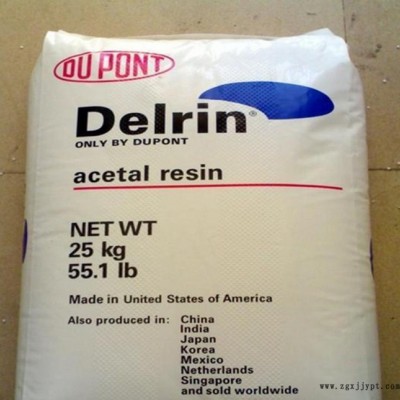 DU PONT
Delrin®
ONLY BY DUPONT
acetal resin
NET WT
25 kg
55.1 lb
Made in United States of America
Also produced in: China
India
Japan
Korea
Mexico
Netherlands
Singapore
and sold worldwide
www.zgxjjypt.com